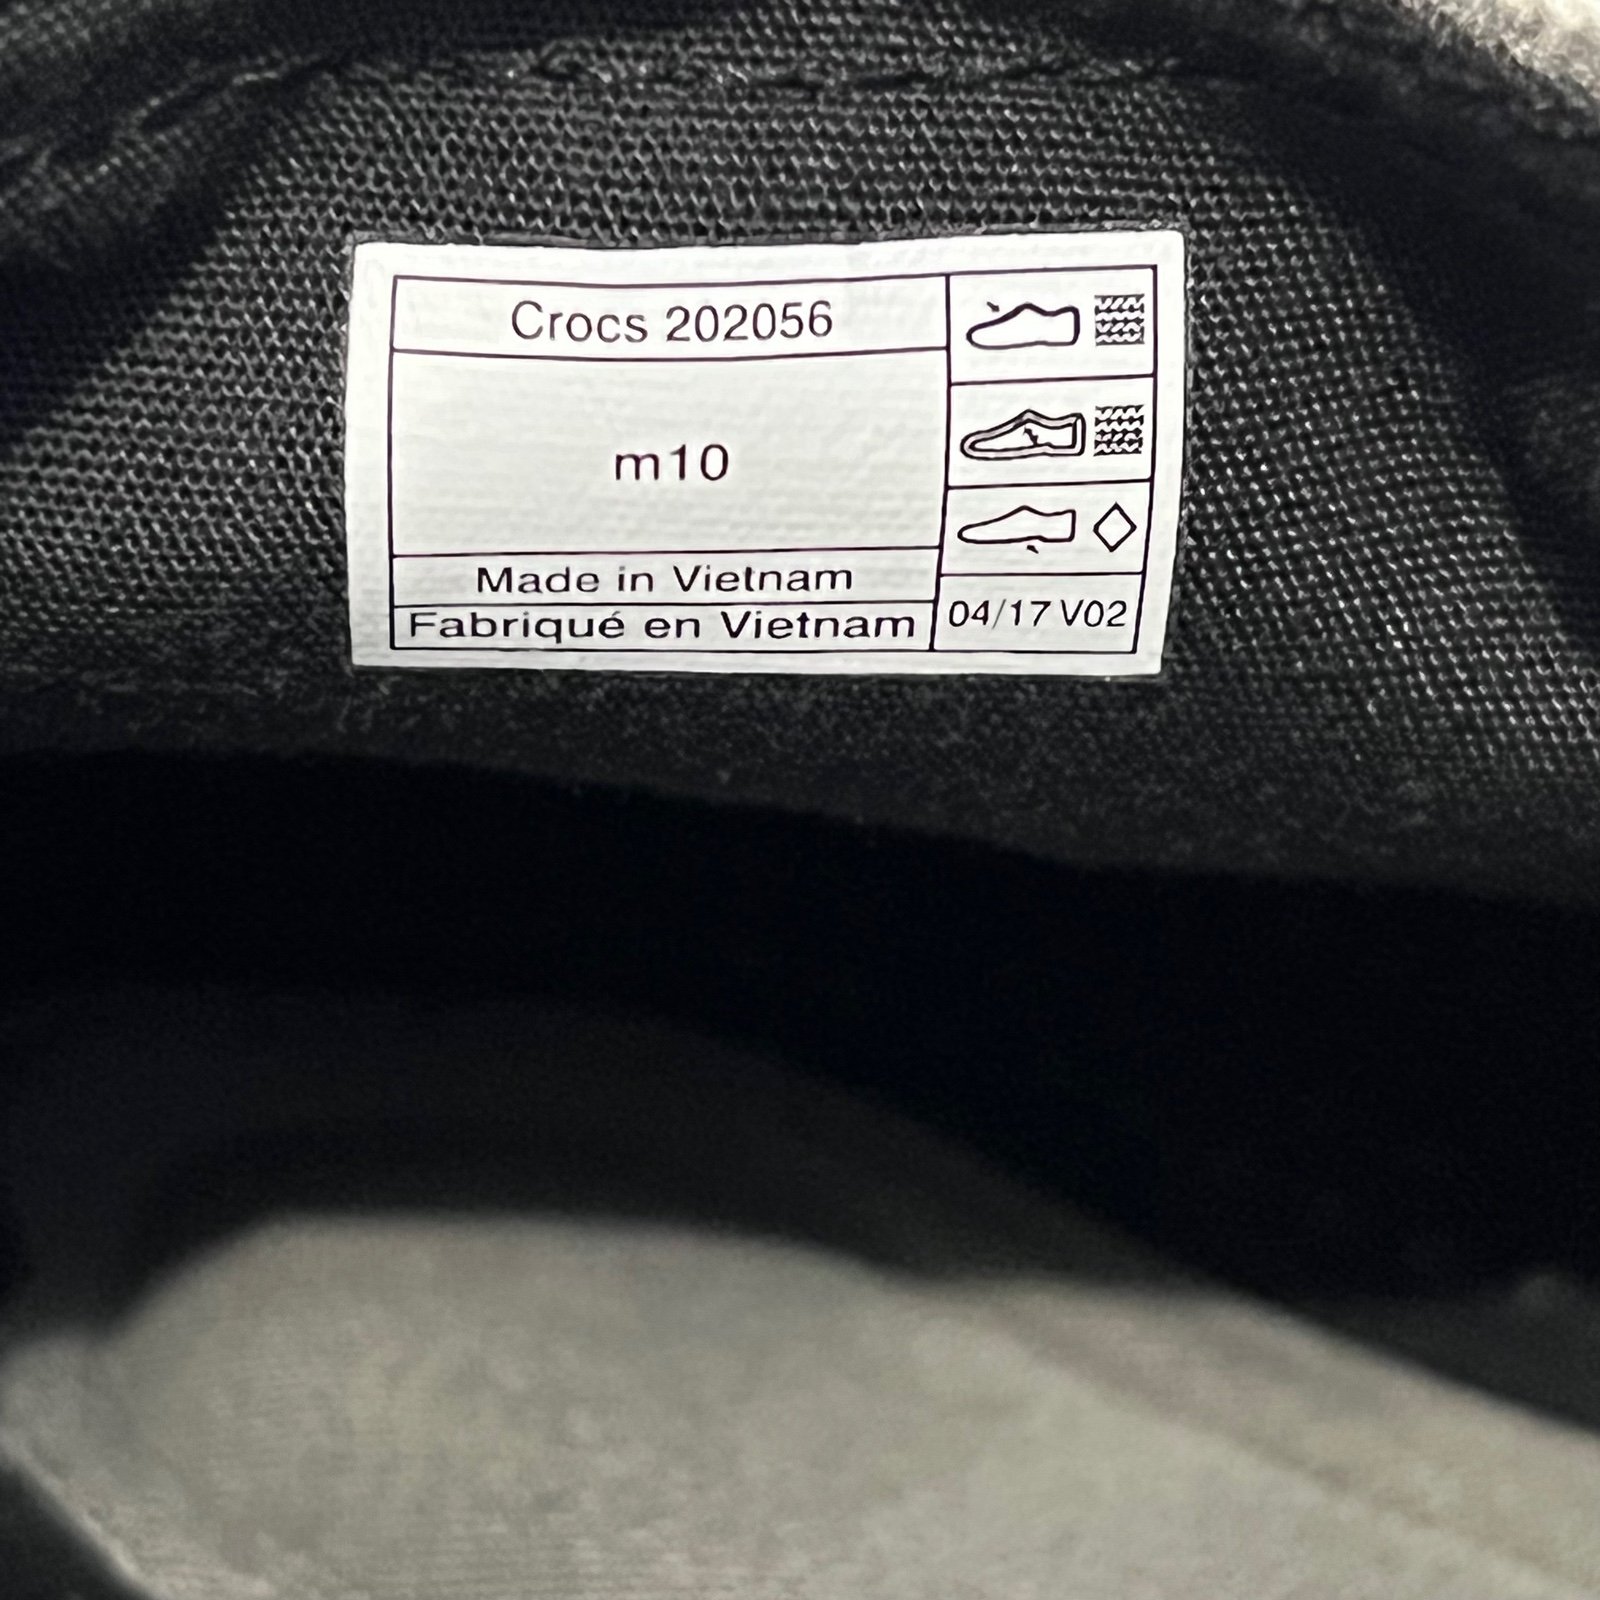 Crocs 202056
m10
Made in Vietnam
Fabriqué en Vietnam
04/17 V02